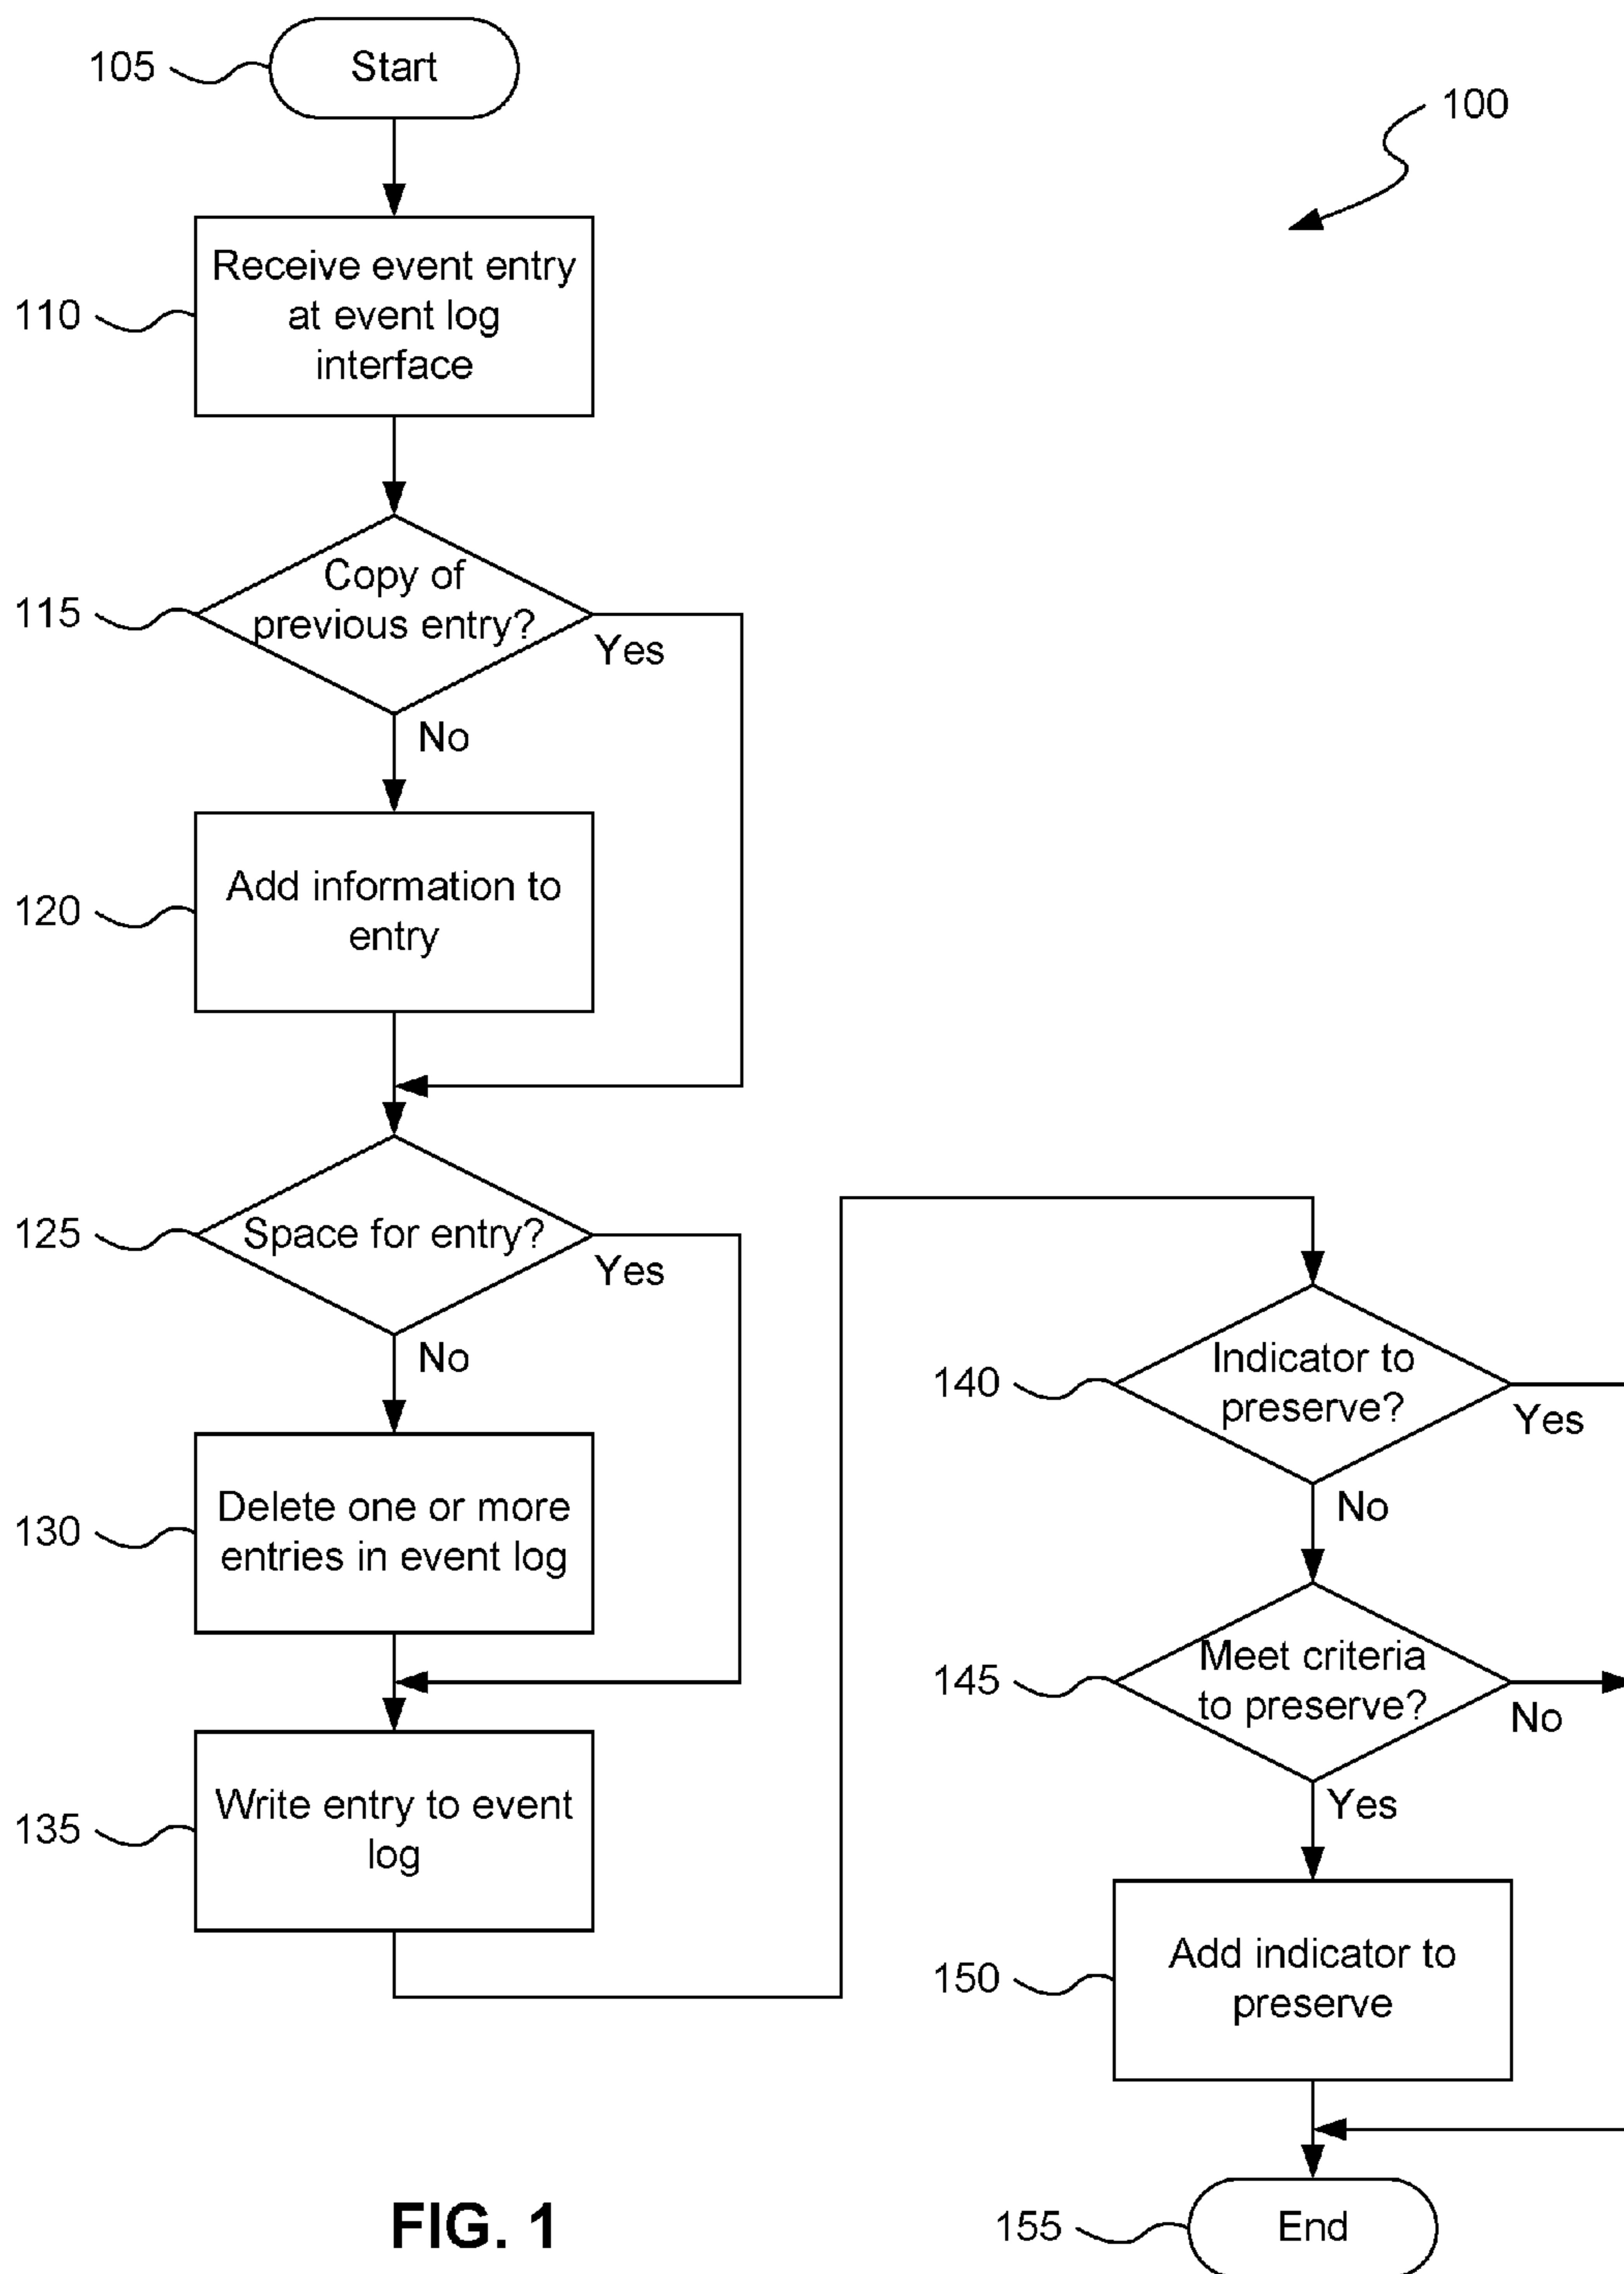 105
Start
100
110
Receive event entry
at event log
interface
115
Copy of
previous entry?
Yes
No
120
Add information to
entry
125
Space for entry?
Yes
No
130
Delete one or more
entries in event log
135
Write entry to event
log
140
Indicator to
preserve?
Yes
No
145
Meet criteria
to preserve?
No
Yes
150
Add indicator to
preserve
155
End
FIG. 1